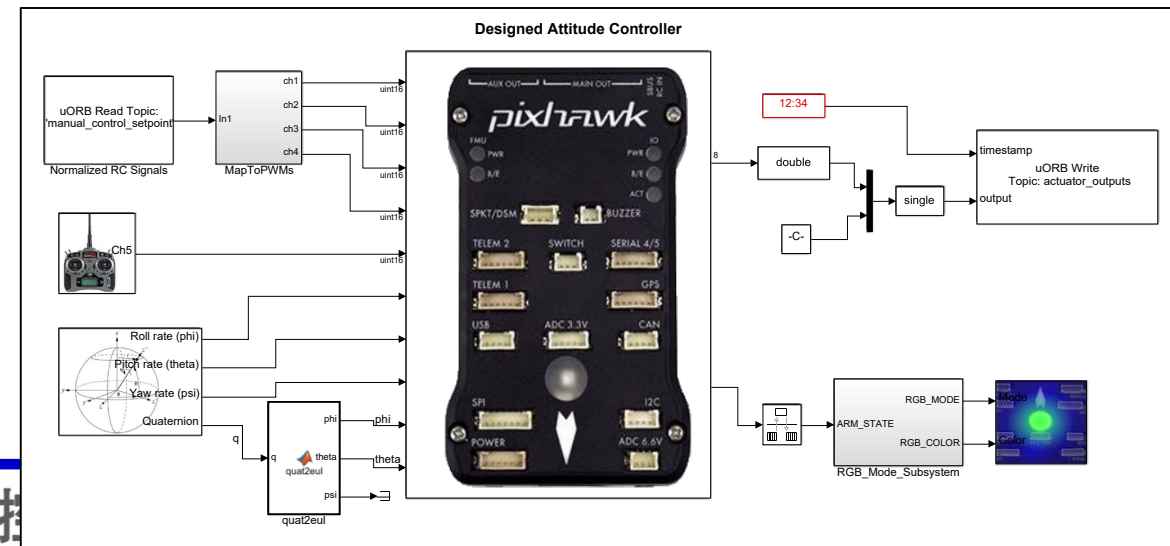 Designed Attitude Controller
uORB Read Topic:
'manual_control_setpoint'
Normalized RC Signals
In1
ch1
ch2
ch3
ch4
MapToPWMs
uint16
uint16
uint16
uint16
Ch5
uint16
Roll rate (phi)
Pitch rate (theta)
Yaw rate (psi)
Quaternion
q
q
phi
theta
psi
quat2eul
quat2eul
phi
theta
AUX OUT
MAIN OUT
SBUS
RC IN
pixhawk
FMU
PWR
B/E
IO
PWR
B/E
ACT
SPKT/DSM
BUZZER
TELEM 2
SWITCH
SERIAL 4/5
TELEM 1
GPS
USB
ADC 3.3V
CAN
SPI
I2C
POWER
ADC 6.6V
8
double
-C-
single
12:34
timestamp
output
uORB Write
Topic: actuator_outputs
ARM_STATE
RGB_MODE
RGB_COLOR
RGB_Mode_Subsystem
Mode
Color